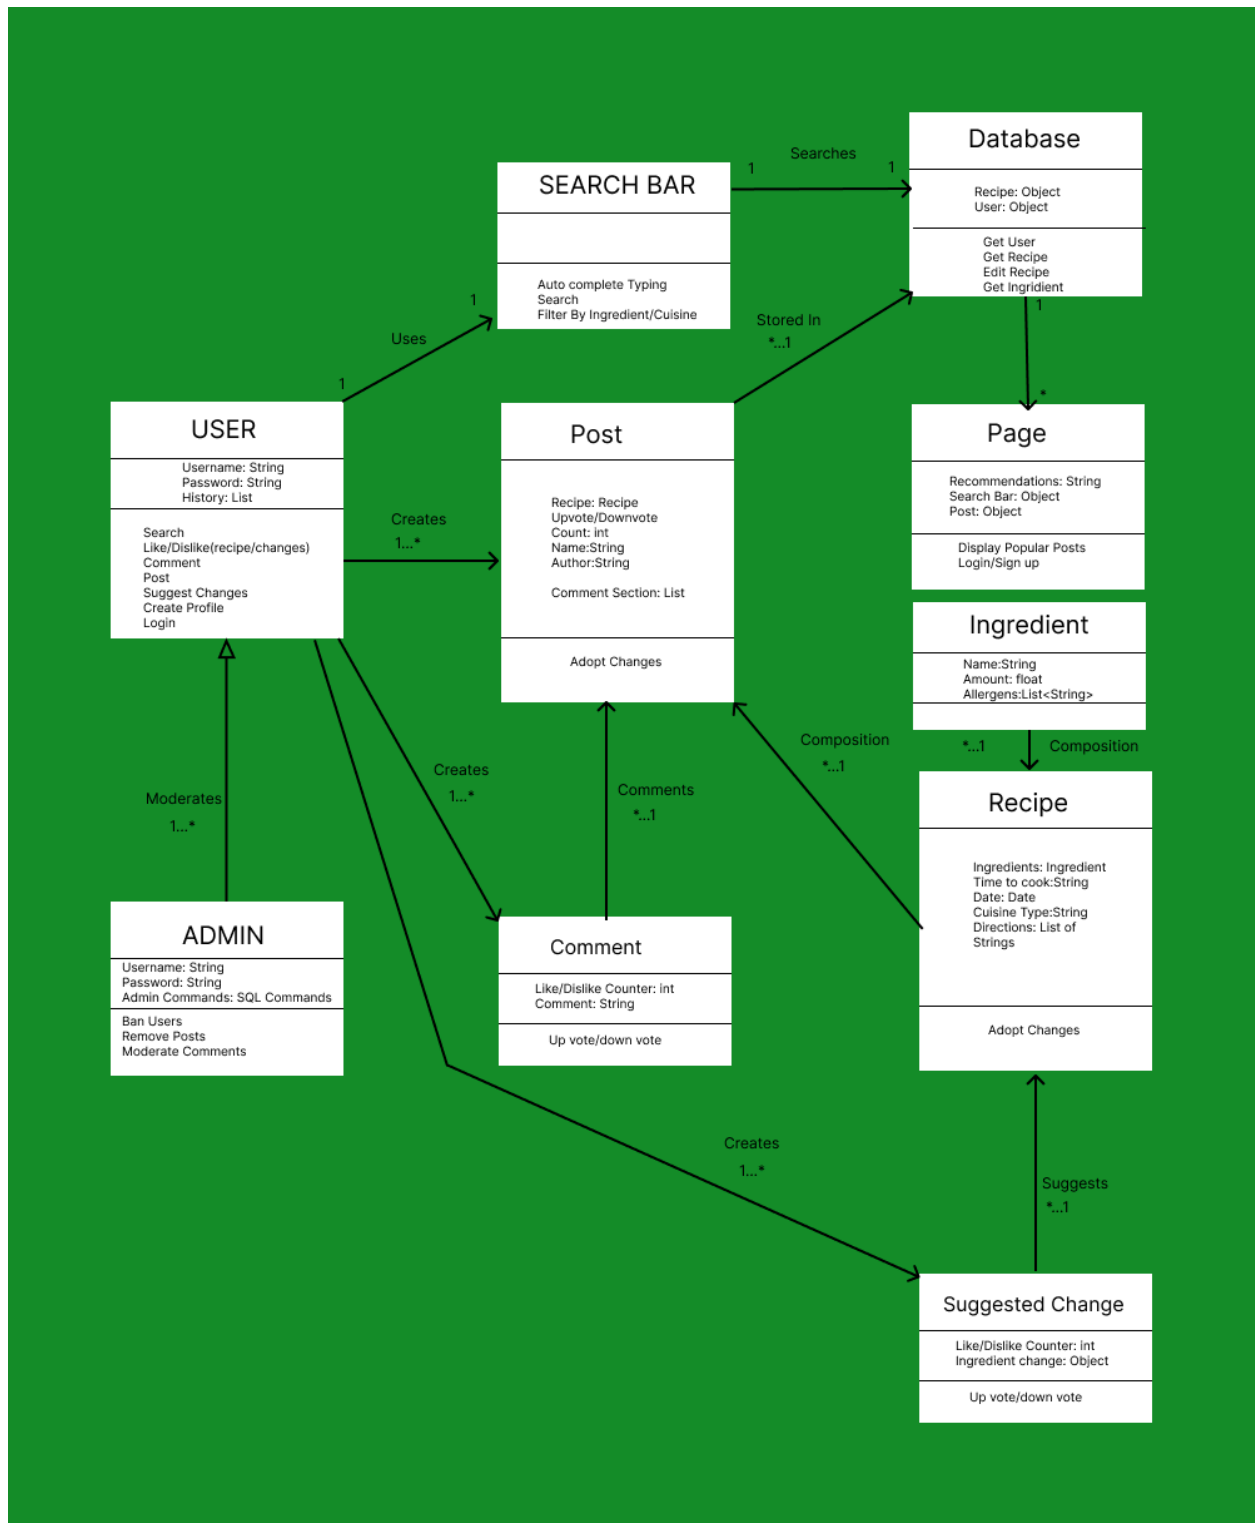 Database
Recipe: Object
User: Object
Get User
Get Recipe
Edit Recipe
Get Ingridient
Searches
1
1
SEARCH BAR
Auto complete Typing
Search
Filter By Ingredient/Cuisine
1
Uses
1
Stored In
*...1
1
*
USER
Username: String
Password: String
History: List
Search
Like/Dislike(recipe/changes)
Comment
Post
Suggest Changes
Create Profile
Login
Creates
1...*
Post
Recipe: Recipe
Upvote/Downvote
Count: int
Name:String
Author:String
Comment Section: List
Adopt Changes
Page
Recommendations: String
Search Bar: Object
Post: Object
Display Popular Posts
Login/Sign up
Ingredient
Name:String
Amount: float
Allergens:List<String>
*...1
Composition
Composition
*...1
Creates
1...*
Comments
*...1
Moderates
1...*
Recipe
Ingredients: Ingredient
Time to cook:String
Date: Date
Cuisine Type:String
Directions: List of
Strings
Adopt Changes
ADMIN
Username: String
Password: String
Admin Commands: SQL Commands
Ban Users
Remove Posts
Moderate Comments
Comment
Like/Dislike Counter: int
Comment: String
Up vote/down vote
Creates
1...*
Suggests
*...1
Suggested Change
Like/Dislike Counter: int
Ingredient change: Object
Up vote/down vote